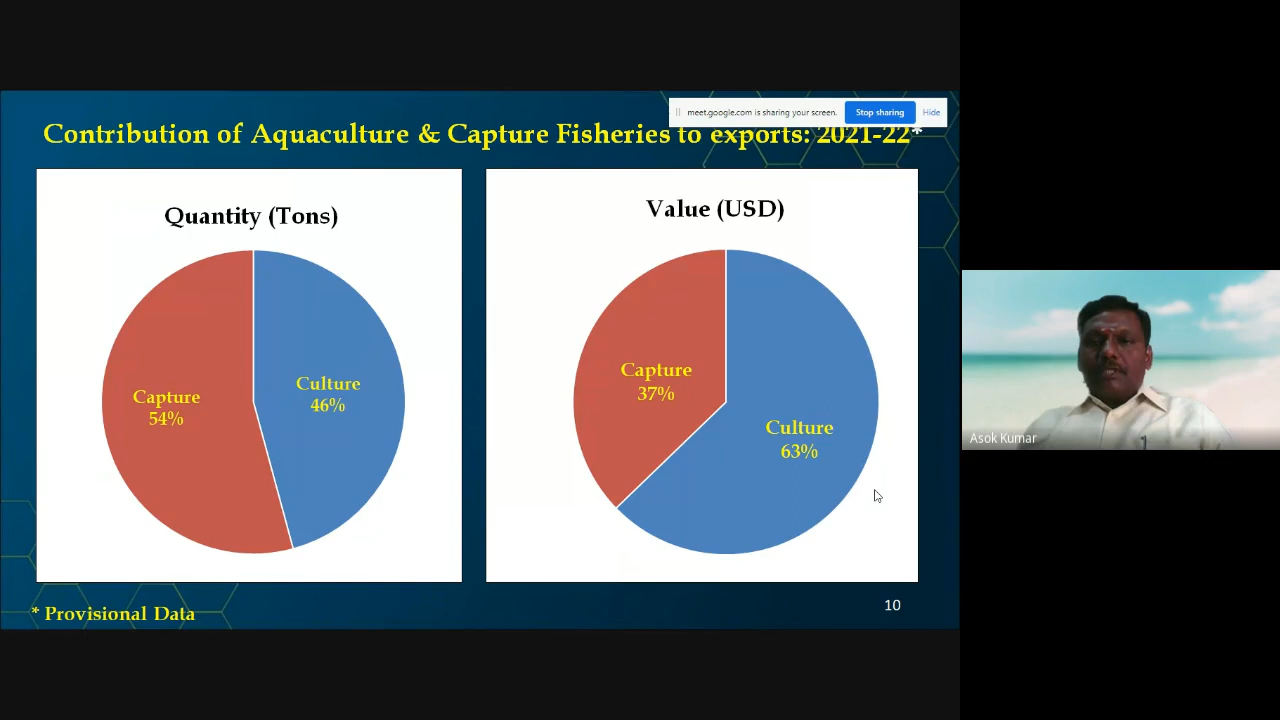 meet.google.com is sharing your screen.
Stop sharing
Hide
Contribution of Aquaculture & Capture Fisheries to exports: 2021-22*
Quantity (Tons)
Culture
46%
Capture
54%
Value (USD)
Capture
37%
Culture
63%
Asok Kumar
* Provisional Data
10